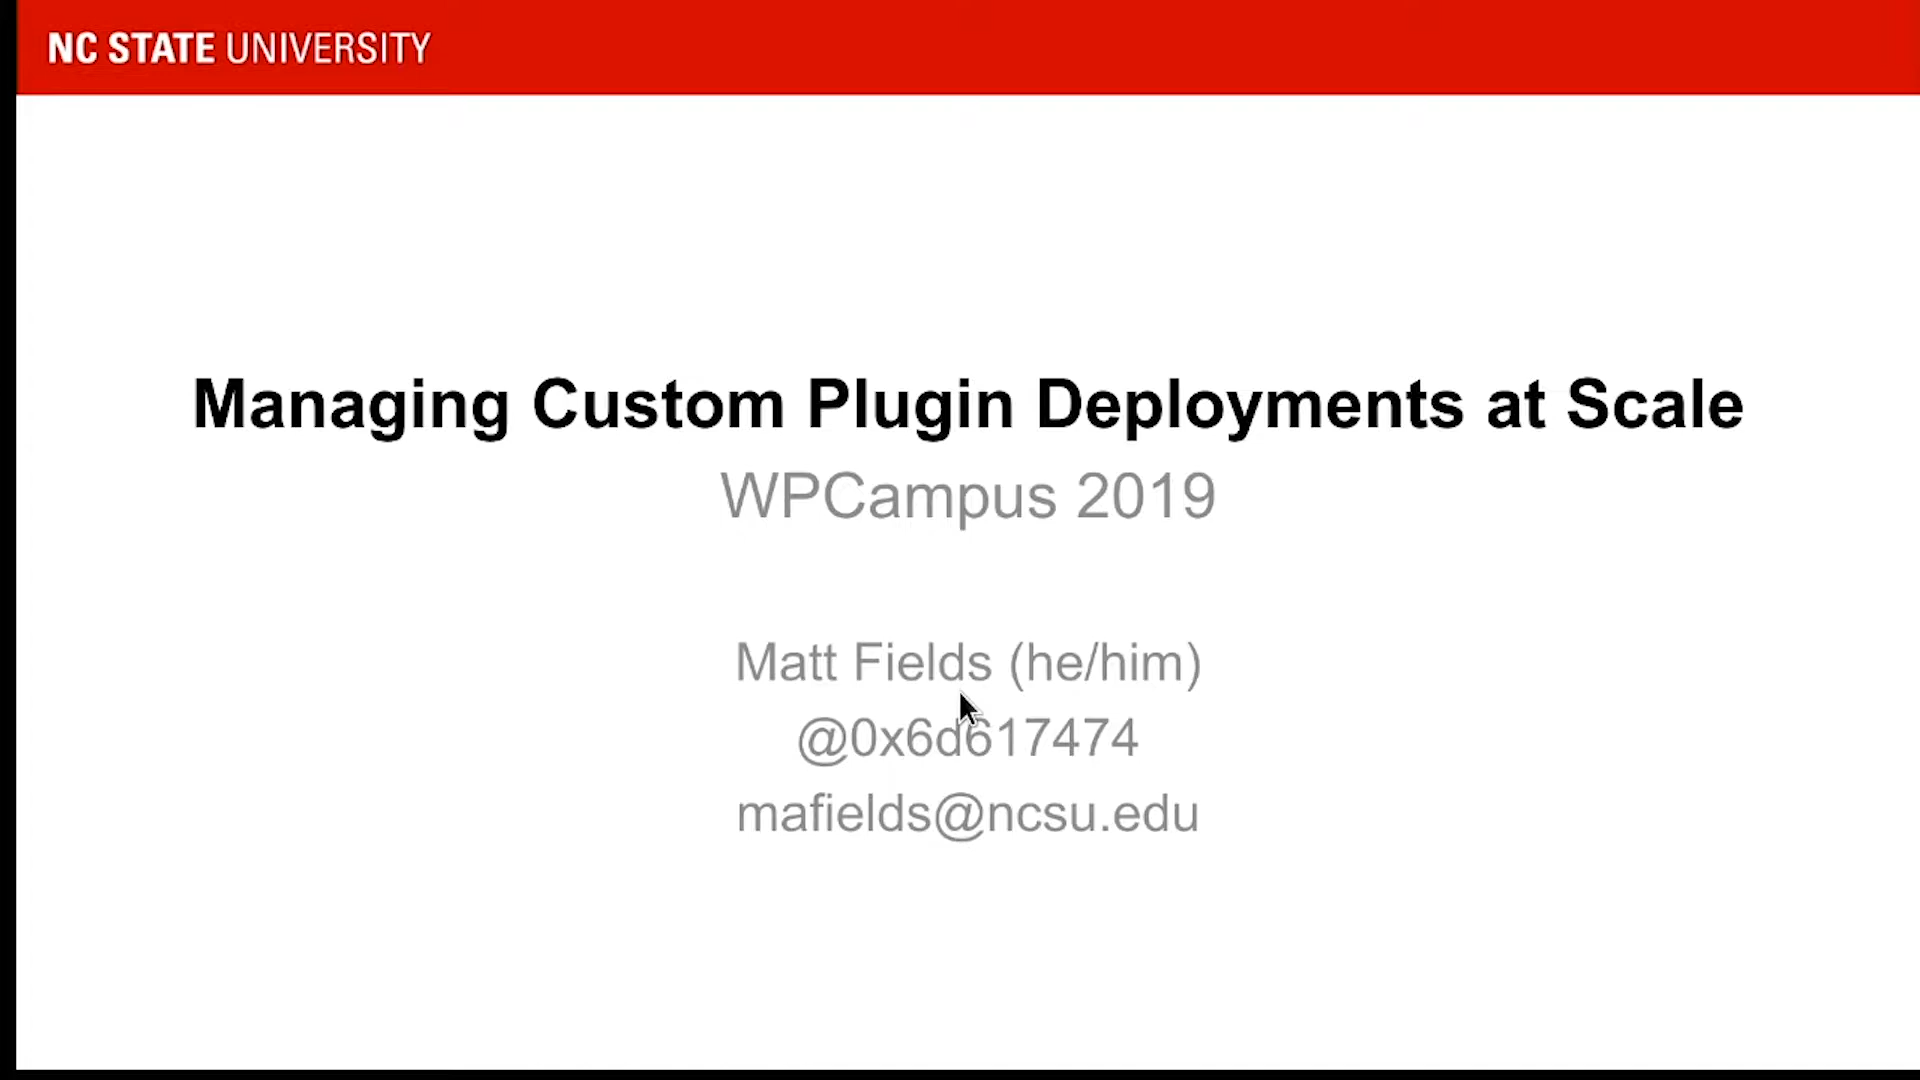 NC STATE UNIVERSITY
Managing Custom Plugin Deployments at Scale
WPCampus 2019
Matt Fields (he/him)
@0x6d617474
mafields@ncsu.edu